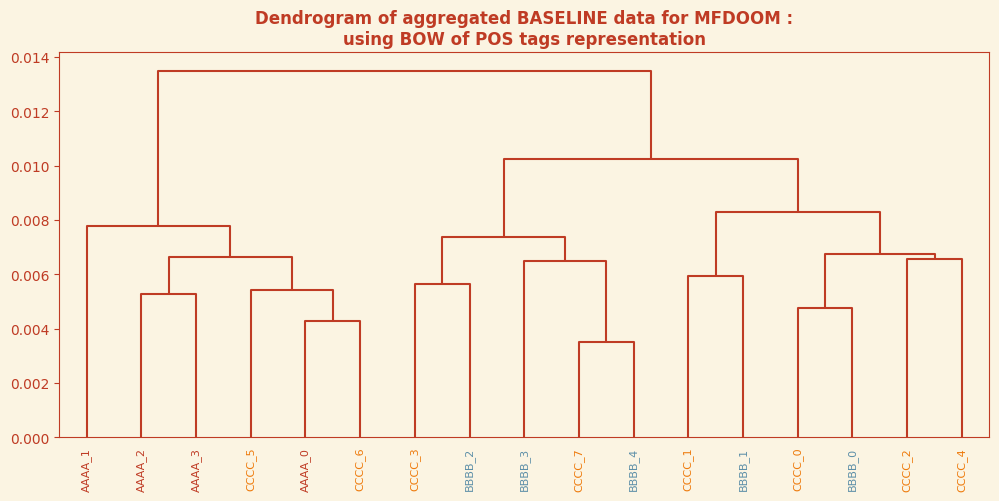 Dendrogram of aggregated BASELINE data for MFDOOM :
using BOW of POS tags representation
0.014
0.012
0.010
0.008
0.006
0.004
0.002
0.000
AAAA_1
AAAA_2
AAAA_3
CCCC_5
AAAA_0
CCCC_6
CCCC_3
BBBB_2
BBBB_3
CCCC_7
BBBB_4
CCCC_1
BBBB_1
CCCC_0
BBBB_0
CCCC_2
CCCC_4